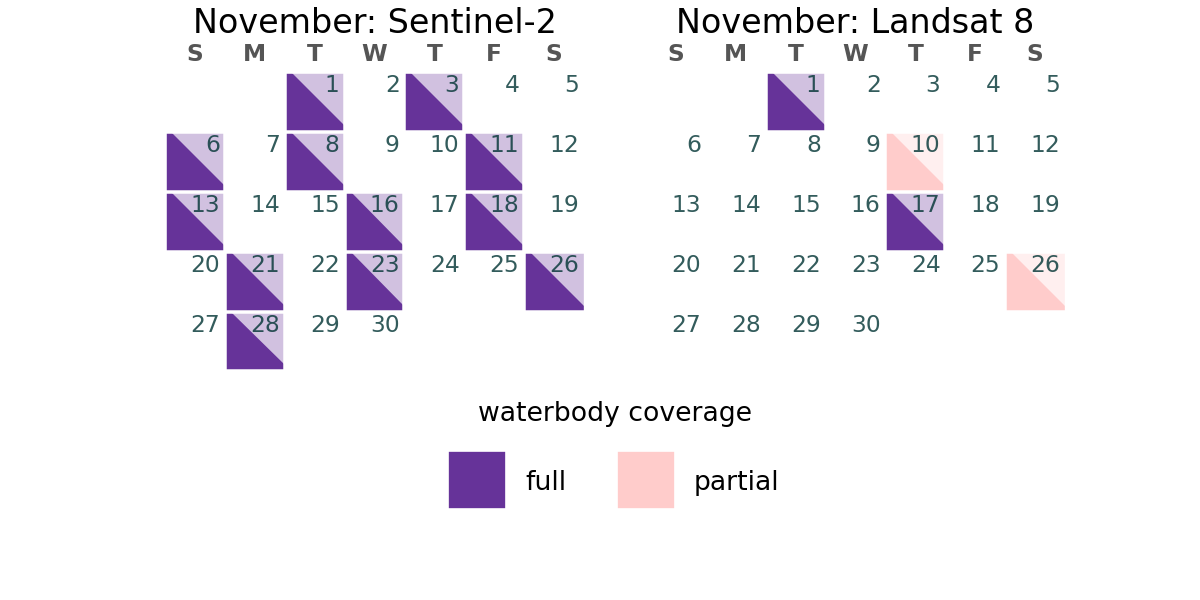 November: Sentinel-2
S M T W T F S
1 2 3 4 5
6 7 8 9 10 11 12
13 14 15 16 17 18 19
20 21 22 23 24 25 26
27 28 29 30
November: Landsat 8
S M T W T F S
1 2 3 4 5
6 7 8 9 10 11 12
13 14 15 16 17 18 19
20 21 22 23 24 25 26
27 28 29 30
waterbody coverage
full
partial